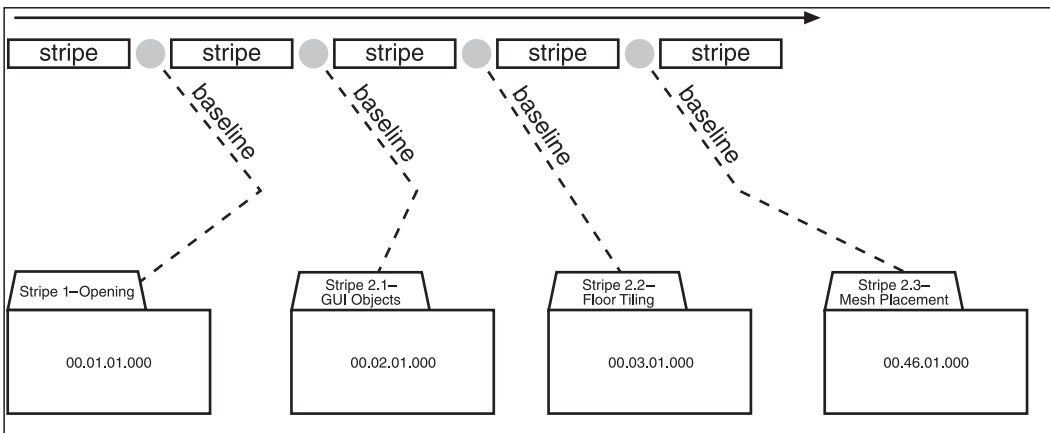 stripe stripe stripe stripe stripe
baseline baseline baseline baseline
Stripe 1–Opening
Stripe 2.1–
GUI Objects
Stripe 2.2–
Floor Tiling
Stripe 2.3–
Mesh Placement
00.01.01.000 00.02.01.000 00.03.01.000 00.46.01.000